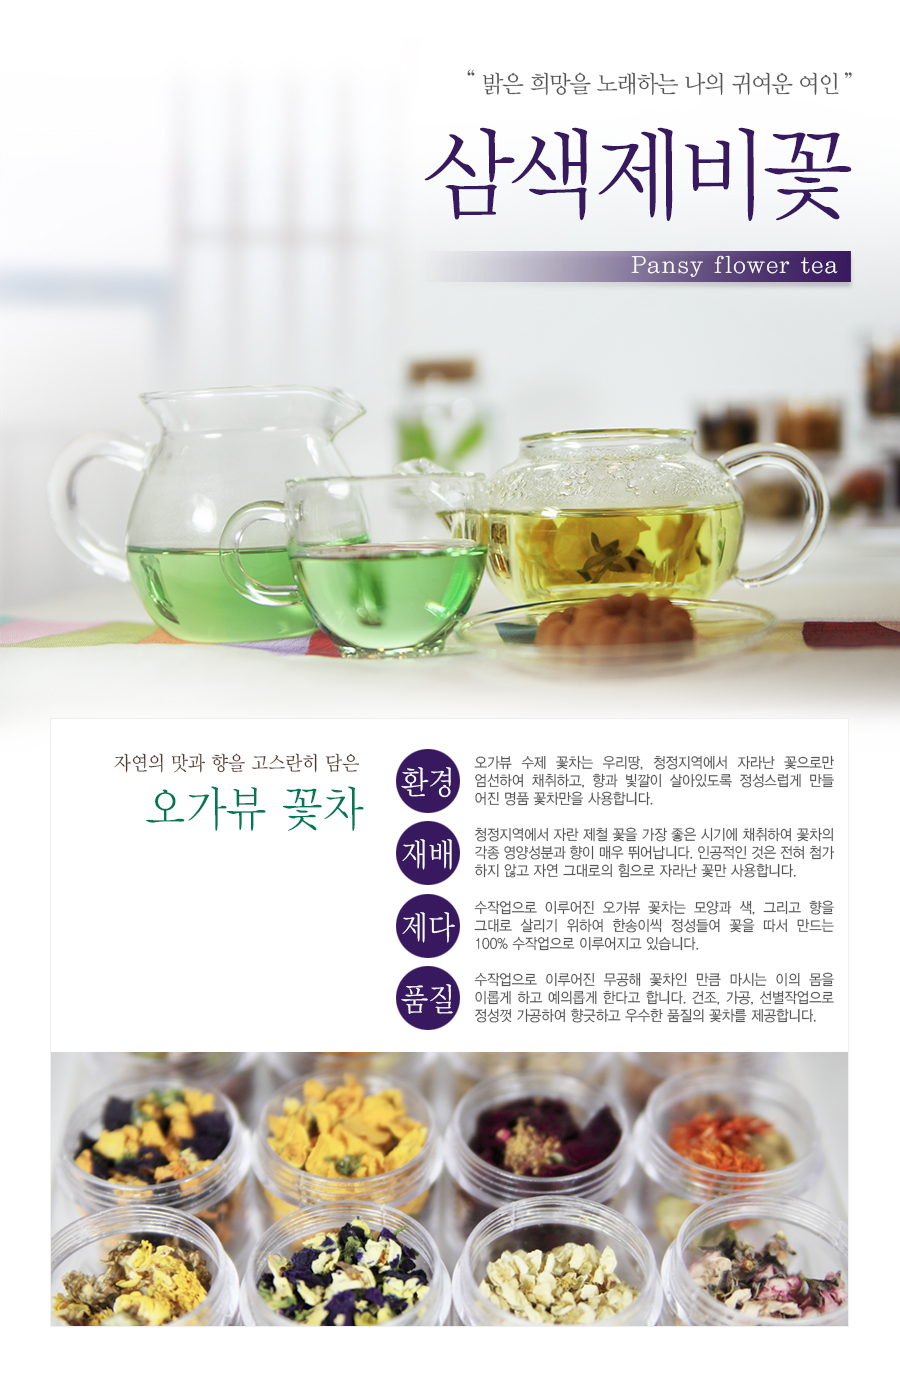 “ 밝은 희망을 노래하는 나의 귀여운 여인 ”
삼색제비꽃
Pansy flower tea
자연의 맛과 향을 고스란히 담은
오가뷰 꽃차
환경
오가뷰 수제 꽃차는 우리땅, 청정지역에서 자라난 꽃으로만
엄선하여 채취하고, 향과 빛깔이 살아있도록 정성스럽게 만들
어진 명품 꽃차만을 사용합니다.
재배
청정지역에서 자란 제철 꽃을 가장 좋은 시기에 채취하여 꽃차의
각종 영양성분과 향이 매우 뛰어납니다. 인공적인 것은 전혀 첨가
하지 않고 자연 그대로의 힘으로 자라난 꽃만 사용합니다.
제다
수작업으로 이루어진 오가뷰 꽃차는 모양과 색, 그리고 향을
그대로 살리기 위하여 한송이씩 정성들여 꽃을 따서 만드는
100% 수작업으로 이루어지고 있습니다.
품질
수작업으로 이루어진 무공해 꽃차인 만큼 마시는 이의 몸을
이롭게 하고 예의롭게 한다고 합니다. 건조, 가공, 선별작업으로
정성껏 가공하여 향긋하고 우수한 품질의 꽃차를 제공합니다.